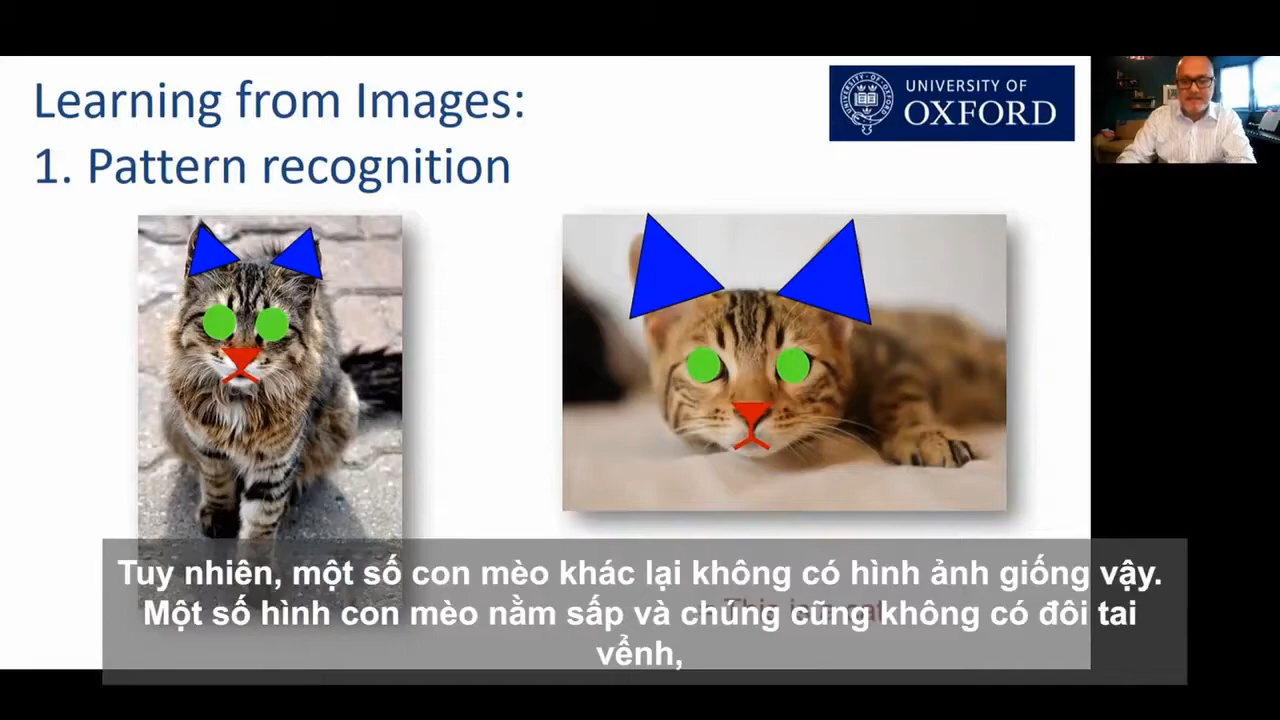 Learning from Images:
1. Pattern recognition
UNIVERSITY OF
OXFORD
Tuy nhiên, một số con mèo khác lại không có hình ảnh giống vậy.
Một số hình con mèo nằm sấp và chúng cũng không có đôi tai
vểnh,